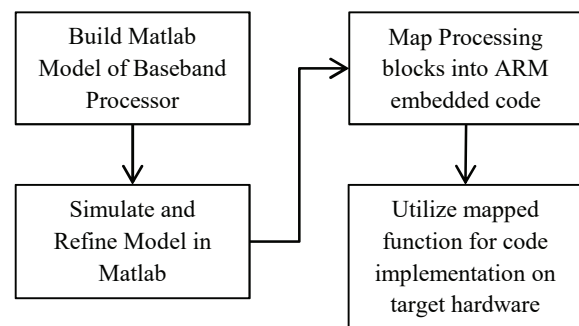 Build Matlab
Model of Baseband
Processor
Simulate and
Refine Model in
Matlab
Map Processing
blocks into ARM
embedded code
Utilize mapped
function for code
implementation on
target hardware